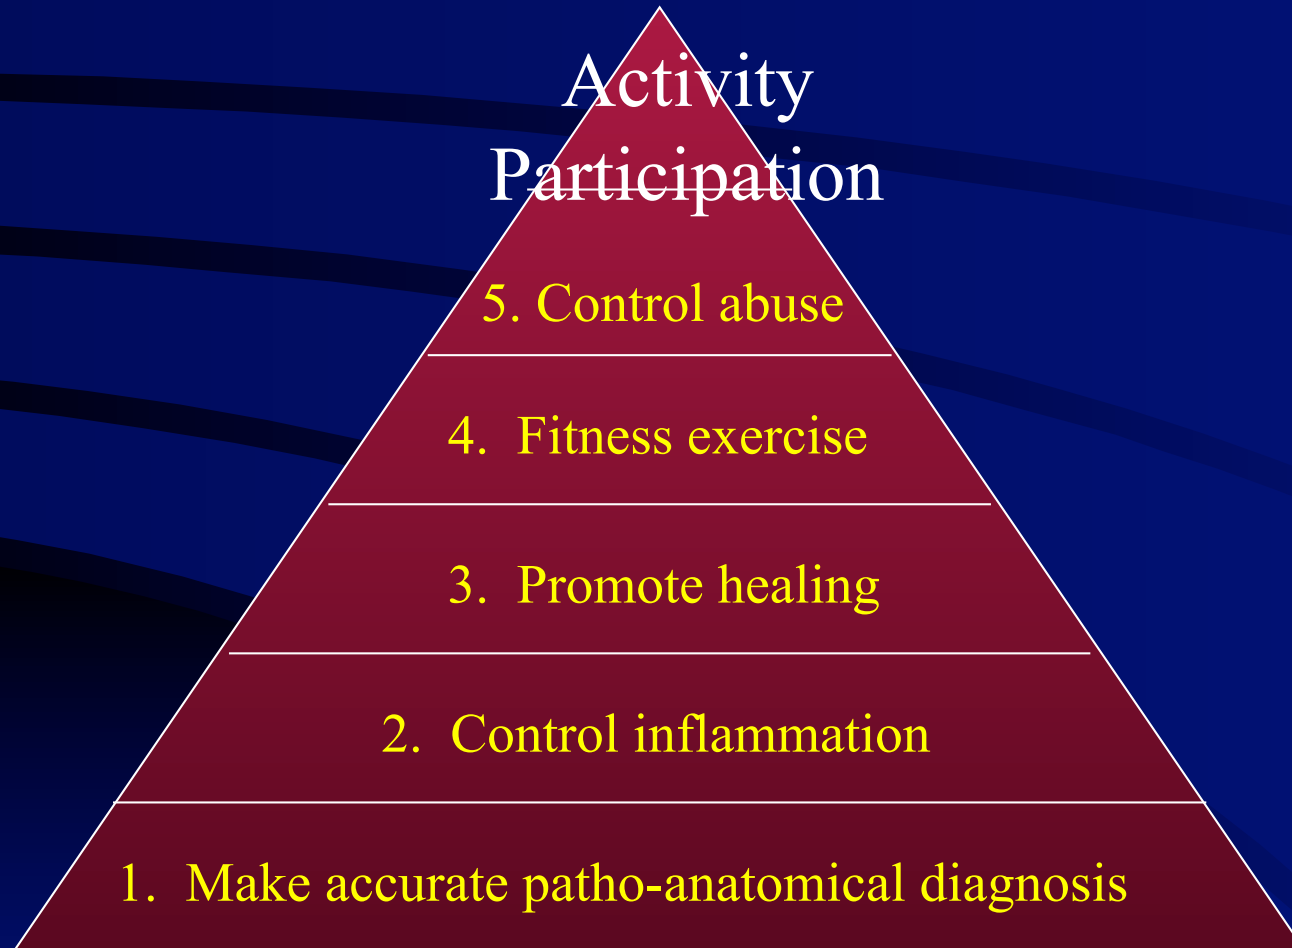 Activity
Participation
5. Control abuse
4. Fitness exercise
3. Promote healing
2. Control inflammation
1. Make accurate patho-anatomical diagnosis